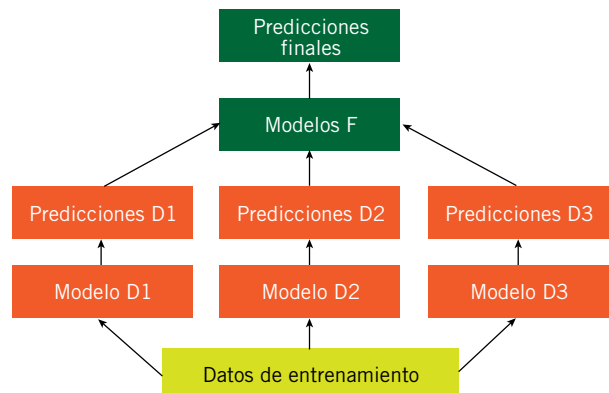 Predicciones
finales
Modelos F
Predicciones D1
Predicciones D2
Predicciones D3
Modelo D1
Modelo D2
Modelo D3
Datos de entrenamiento